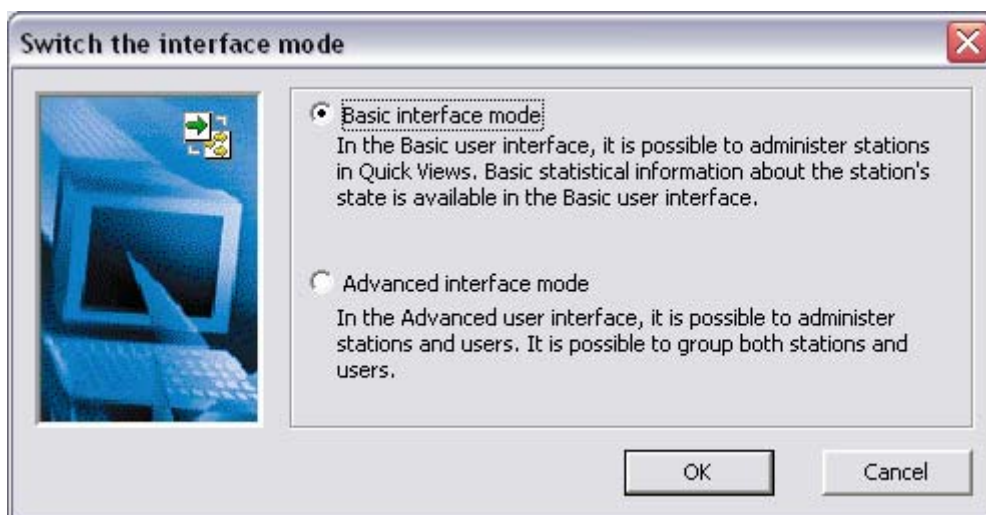 Switch the interface mode
Basic interface mode
In the Basic user interface, it is possible to administer stations
in Quick Views. Basic statistical information about the station's
state is available in the Basic user interface.
Advanced interface mode
In the Advanced user interface, it is possible to administer
stations and users. It is possible to group both stations and
users.
OK
Cancel